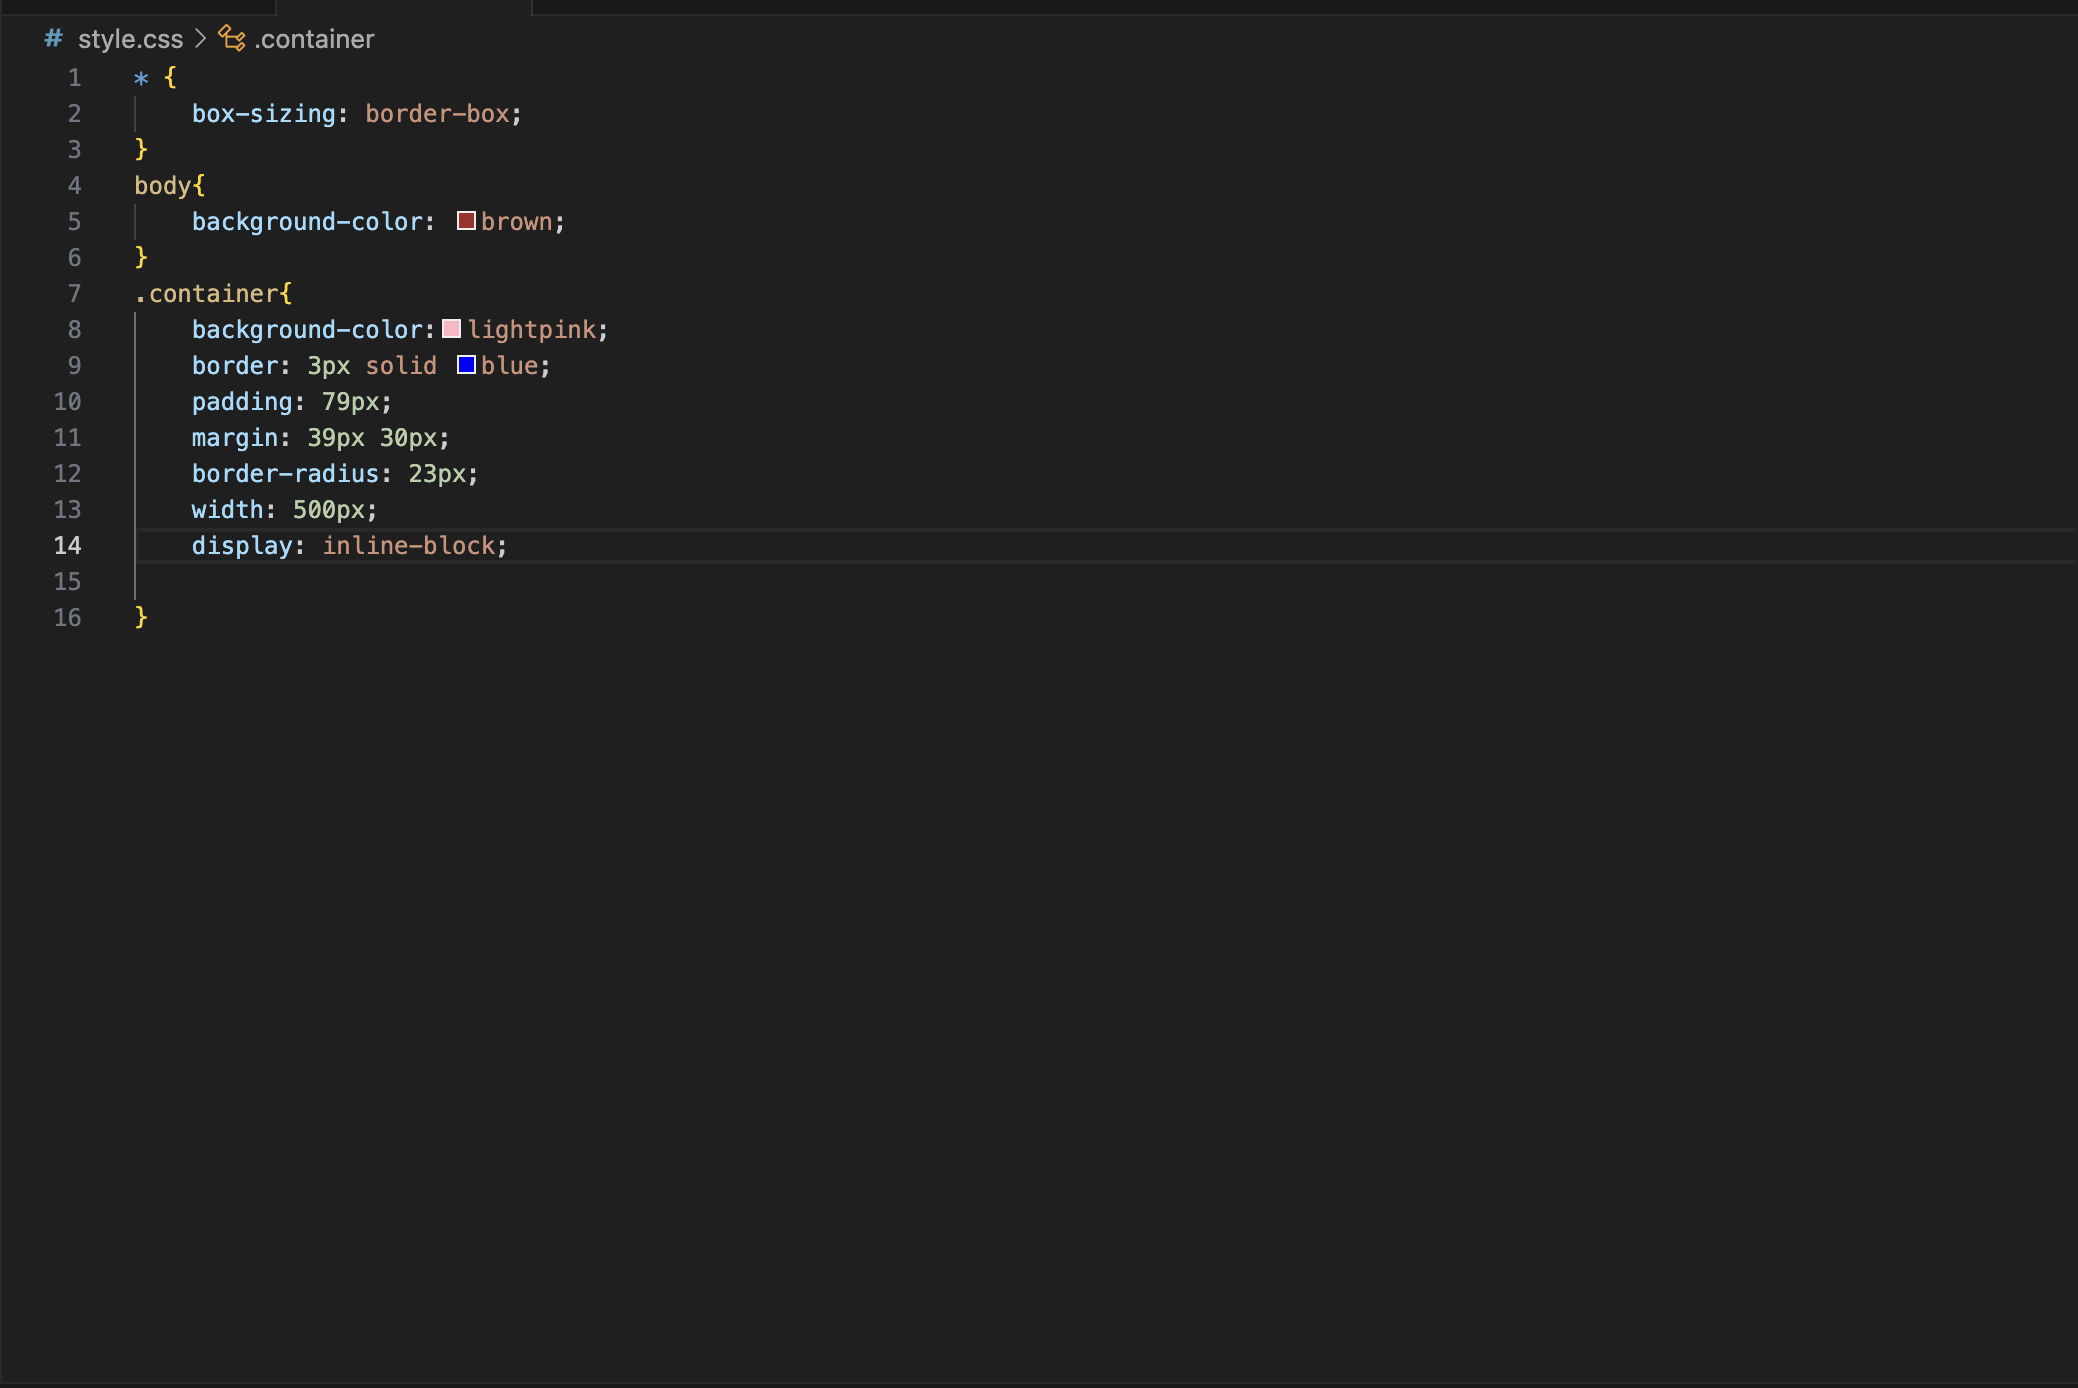 # style.css > .container
1 * {
2 box-sizing: border-box;
3 }
4 body{
5 background-color: brown;
6 }
7 .container{
8 background-color:lightpink;
9 border: 3px solid blue;
10 padding: 79px;
11 margin: 39px 30px;
12 border-radius: 23px;
13 width: 500px;
14 display: inline-block;
15
16 }